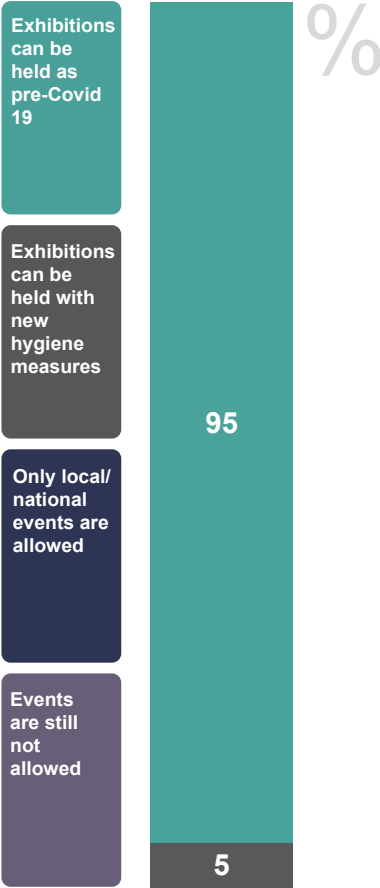 Exhibitions
can be
held as
pre-Covid
19
%
Exhibitions
can be
held with
new
hygiene
measures
95
Only local/
national
events are
allowed
Events
are still
not
allowed
5